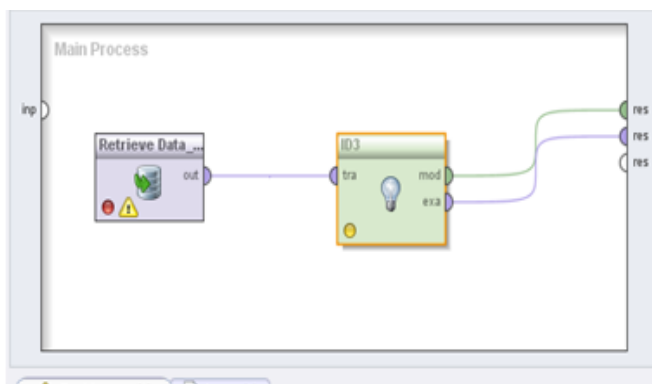 Main Process
inp
res
res
res
Retrieve Data_...
out
ID3
tra
mod
exa